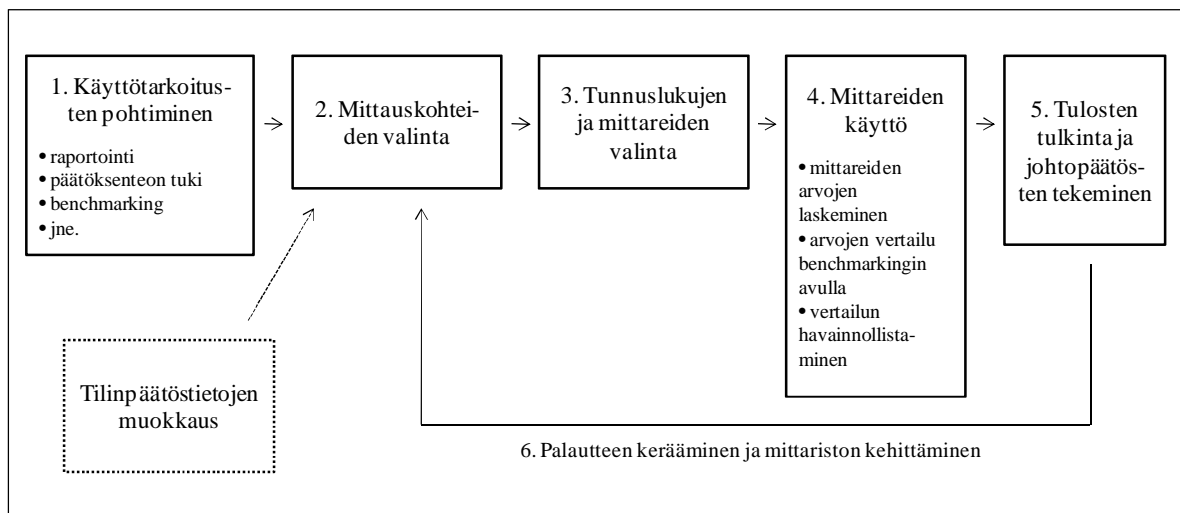 1. Käyttötarkoitus-
ten pohtiminen
• raportointi
• päätöksenteon tuki
• benchmarking
• jne.
2. Mittauskohtei-
den valinta
3. Tunnuslukujen
ja mittareiden
valinta
4. Mittareiden
käyttö
• mittareiden
arvojen
laskeminen
• arvojen vertailu
benchmarkingin
avulla
• vertailun
havainnollista-
minen
5. Tulosten
tulkinta ja
johtopäätös-
ten tekeminen
Tilinpäätöstietojen
muokkaus
6. Palautteen kerääminen ja mittariston kehittäminen